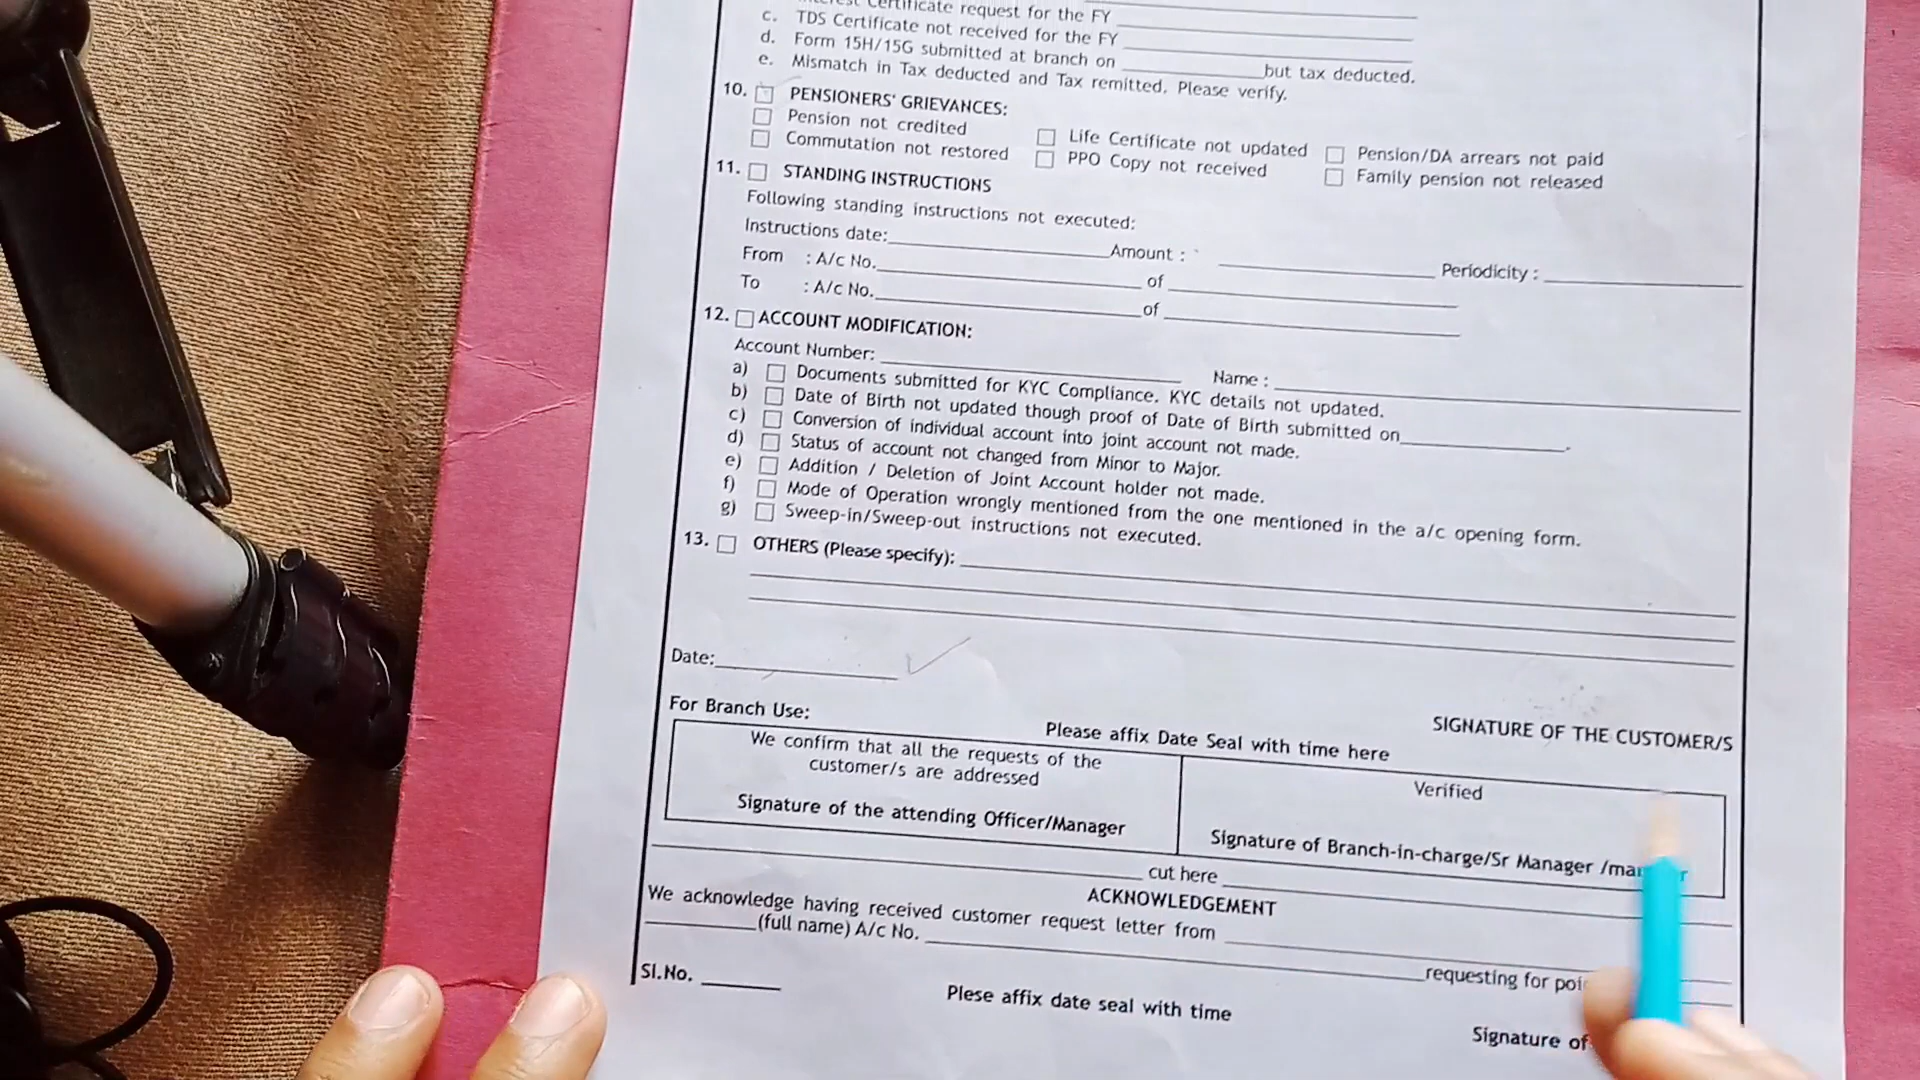 Certificate request for the FY
c. TDS Certificate not received for the FY
d. Form 15H/15G submitted at branch on ____________but tax deducted.
e. Mismatch in Tax deducted and Tax remitted. Please verify.
10. PENSIONERS' GRIEVANCES:
Pension not credited Life Certificate not updated Pension/DA arrears not paid
Commutation not restored PPO Copy not received Family pension not released
11. STANDING INSTRUCTIONS
Following standing instructions not executed:
Instructions date: Amount : ` Periodicity :
From : A/c No. of
To : A/c No. of
12. ACCOUNT MODIFICATION:
Account Number: Name :
a) Documents submitted for KYC Compliance. KYC details not updated.
b) Date of Birth not updated though proof of Date of Birth submitted on .
c) Conversion of individual account into joint account not made.
d) Status of account not changed from Minor to Major.
e) Addition / Deletion of Joint Account holder not made.
f) Mode of Operation wrongly mentioned from the one mentioned in the a/c opening form.
g) Sweep-in/Sweep-out instructions not executed.
13. OTHERS (Please specify):
Date:
SIGNATURE OF THE CUSTOMER/S
For Branch Use: Please affix Date Seal with time here
We confirm that all the requests of the
customer/s are addressed
Signature of the attending Officer/Manager
Verified
Signature of Branch-in-charge/Sr Manager
cut here
ACKNOWLEDGEMENT
We acknowledge having received customer request letter from
(full name) A/c No. requesting for
Sl.No. Plese affix date seal with time
Signature of